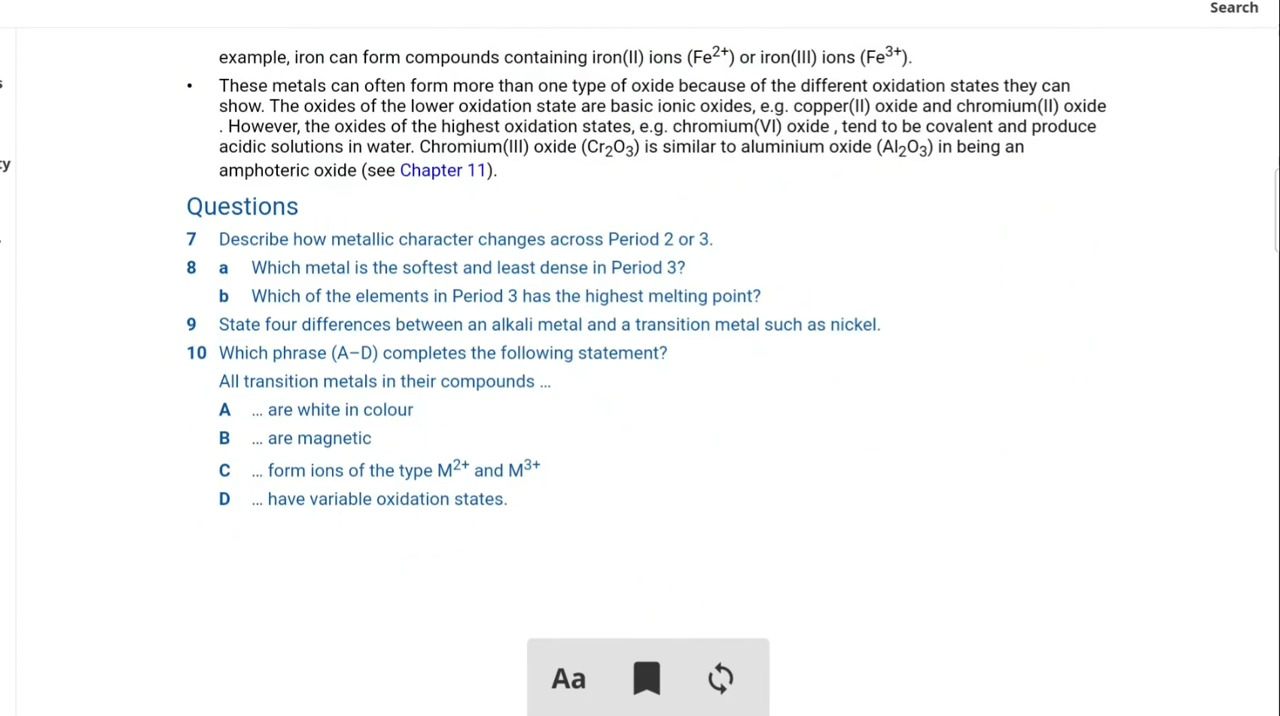 Search
example, iron can form compounds containing iron(II) ions (Fe²⁺) or iron(III) ions (Fe³⁺).
• These metals can often form more than one type of oxide because of the different oxidation states they can
show. The oxides of the lower oxidation state are basic ionic oxides, e.g. copper(II) oxide and chromium(II) oxide
. However, the oxides of the highest oxidation states, e.g. chromium(VI) oxide , tend to be covalent and produce
acidic solutions in water. Chromium(III) oxide (Cr₂O₃) is similar to aluminium oxide (Al₂O₃) in being an
amphoteric oxide (see Chapter 11).
Questions
7 Describe how metallic character changes across Period 2 or 3.
8 a Which metal is the softest and least dense in Period 3?
b Which of the elements in Period 3 has the highest melting point?
9 State four differences between an alkali metal and a transition metal such as nickel.
10 Which phrase (A–D) completes the following statement?
All transition metals in their compounds ...
A ... are white in colour
B ... are magnetic
C ... form ions of the type M²⁺ and M³⁺
D ... have variable oxidation states.
Aa